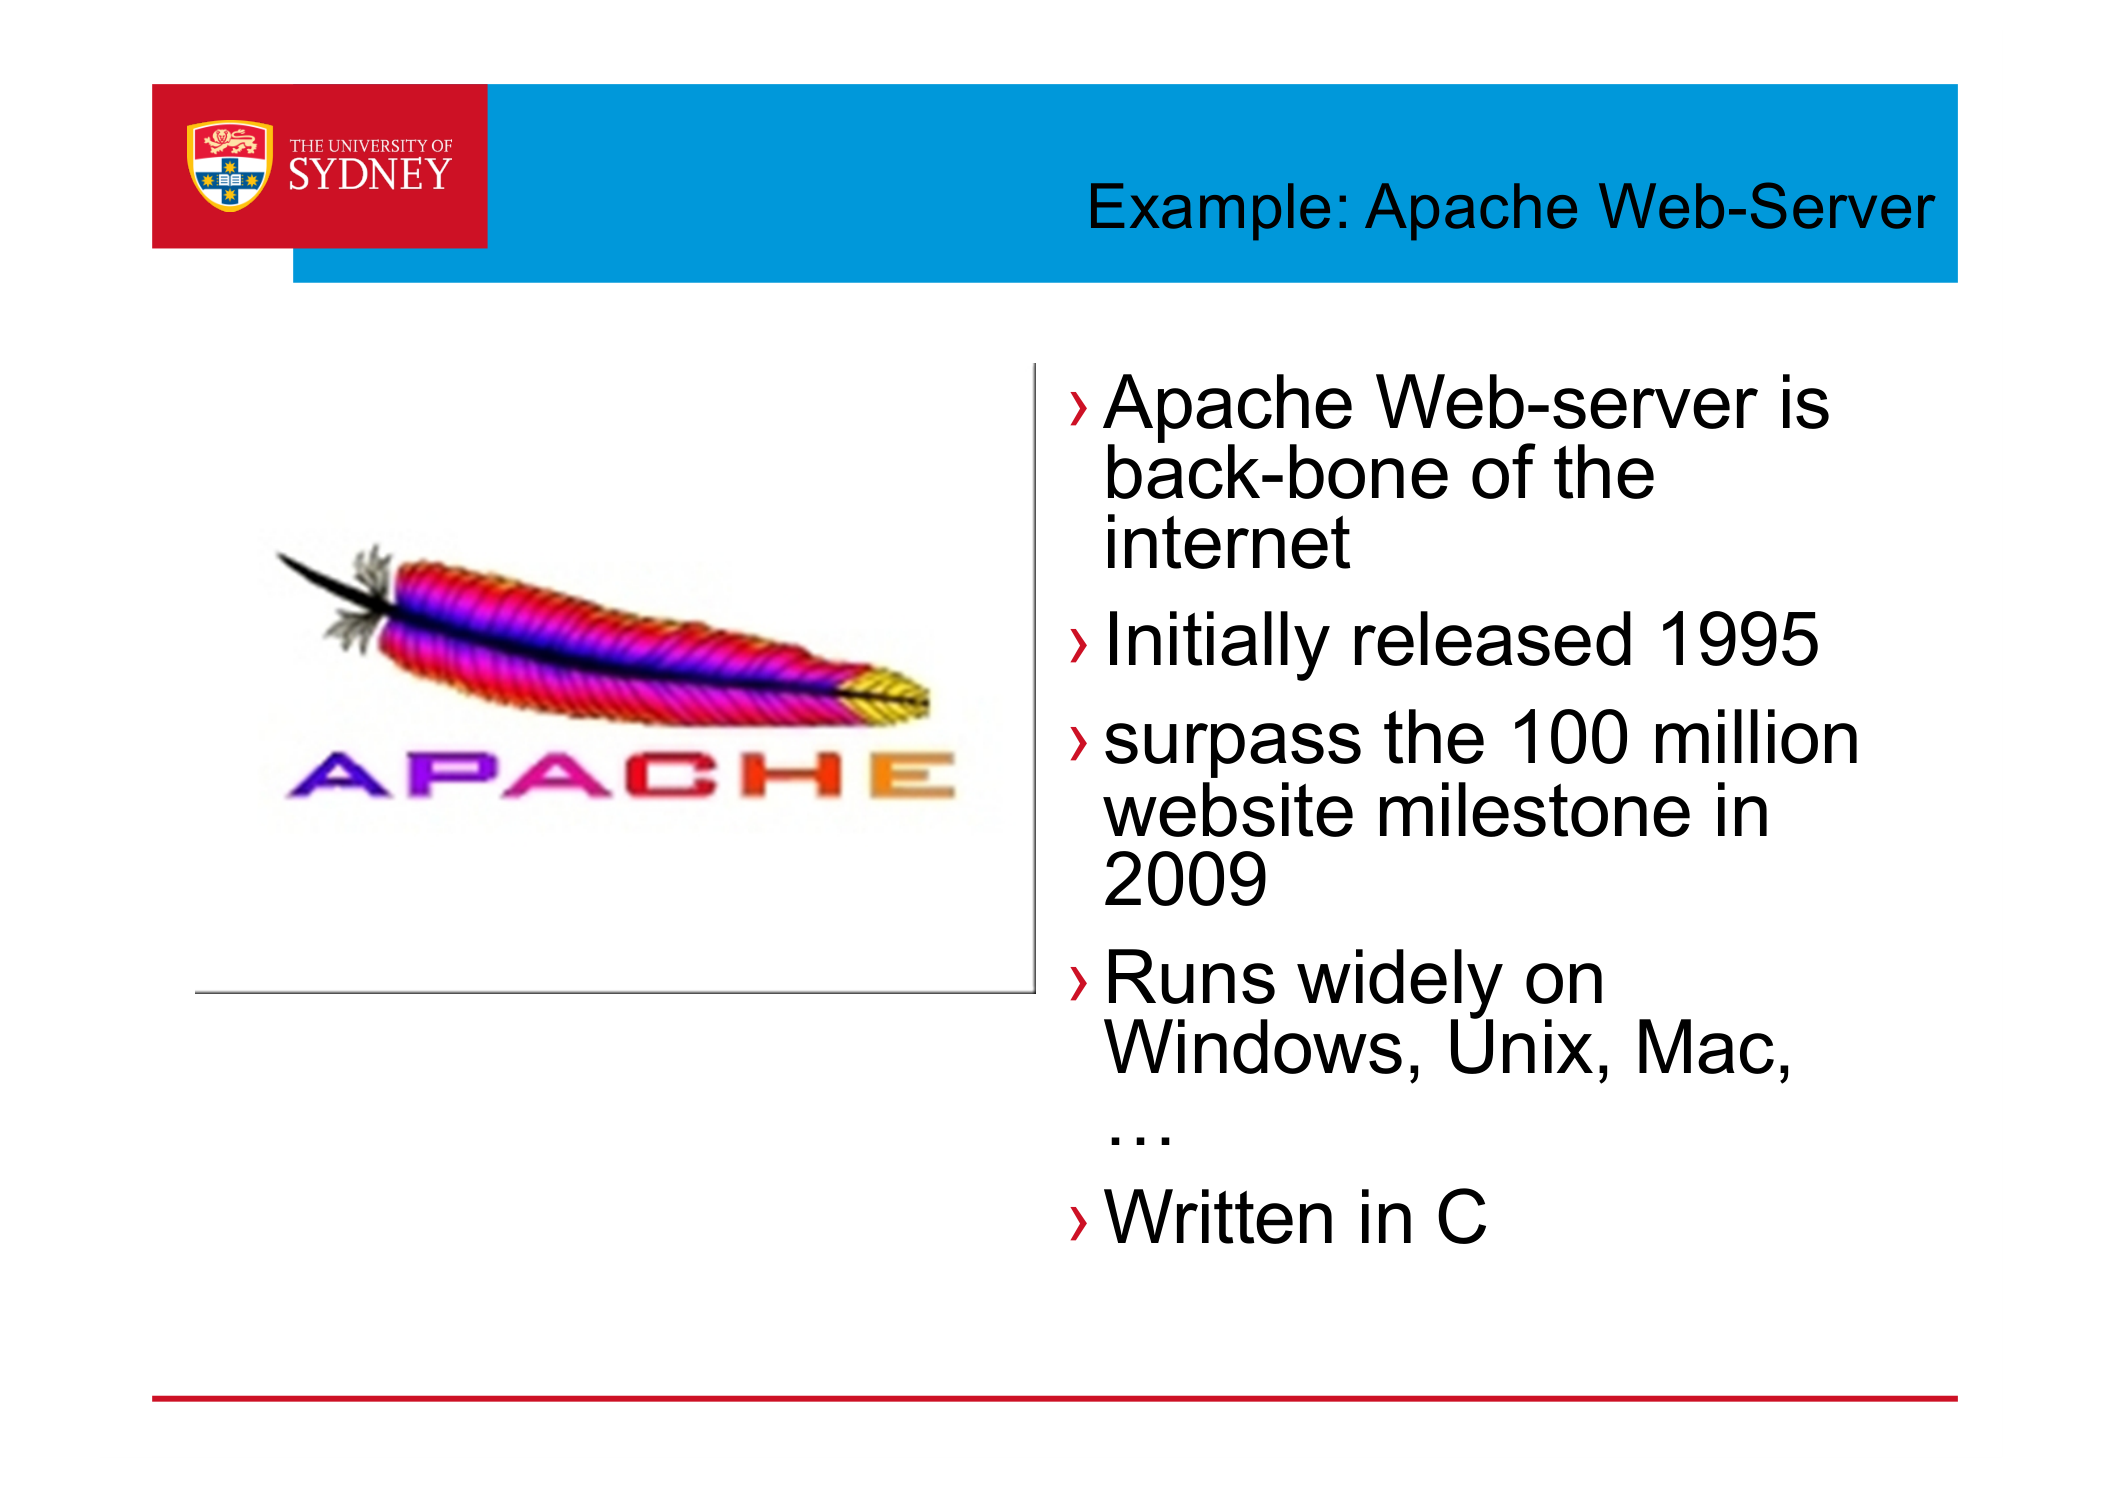 THE UNIVERSITY OF
SYDNEY
Example: Apache Web-Server
APACHE
› Apache Web-server is
back-bone of the
internet
› Initially released 1995
› surpass the 100 million
website milestone in
2009
› Runs widely on
Windows, Unix, Mac,
…
› Written in C